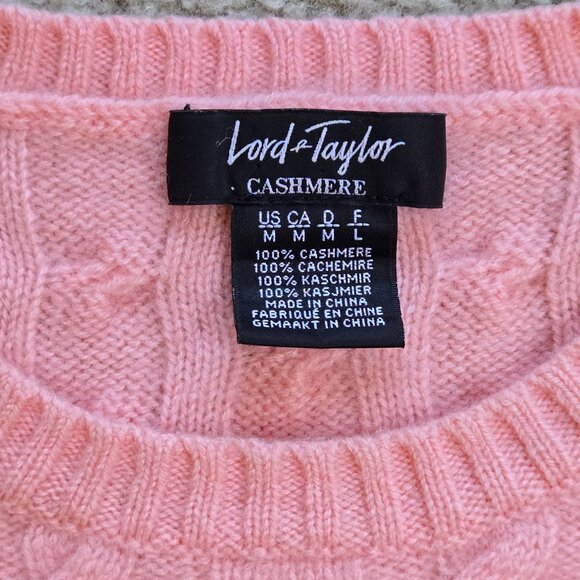 Lord & Taylor
CASHMERE
US CA D F
M M M L
100% CASHMERE
100% CACHEMIRE
100% KASCHMIR
100% KASJMIER
MADE IN CHINA
FABRIQUÉ EN CHINE
GEMAAKT IN CHINA